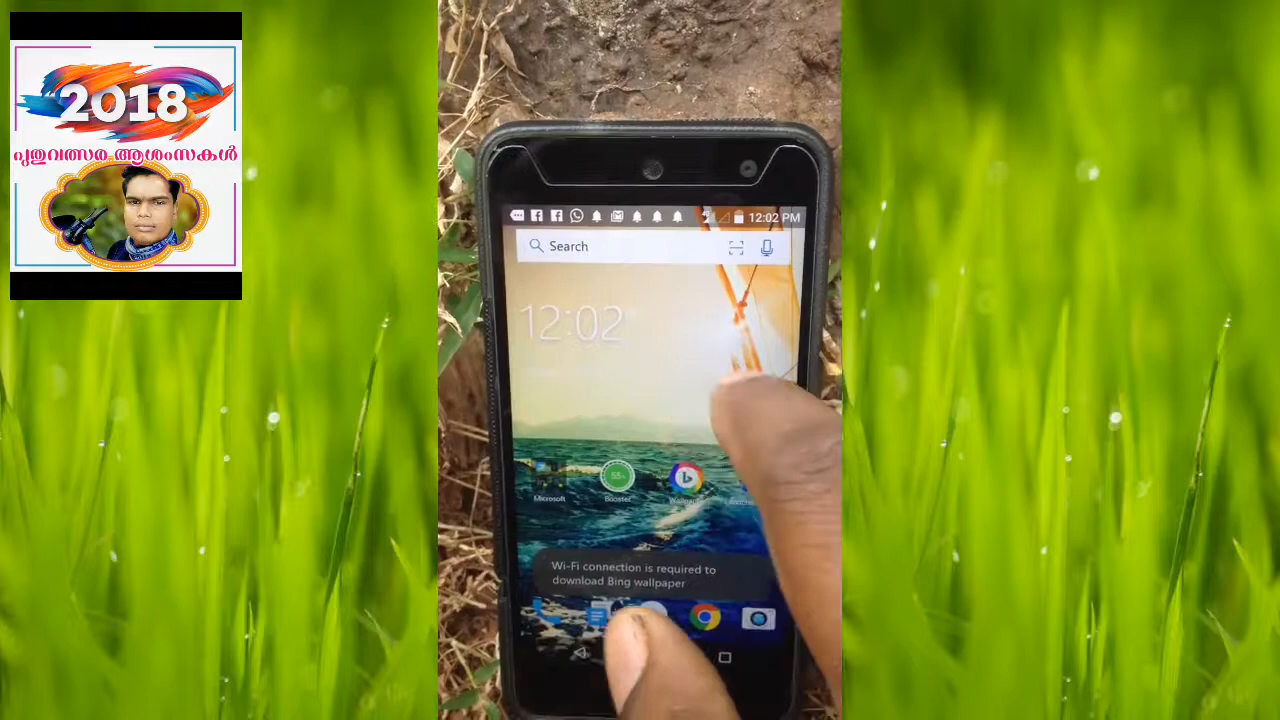 2018
പുതുവത്സര ആശംസകൾ
12:02 PM
Search
12:02
Microsoft
Booster
Wi-Fi connection is required to
download Bing wallpaper